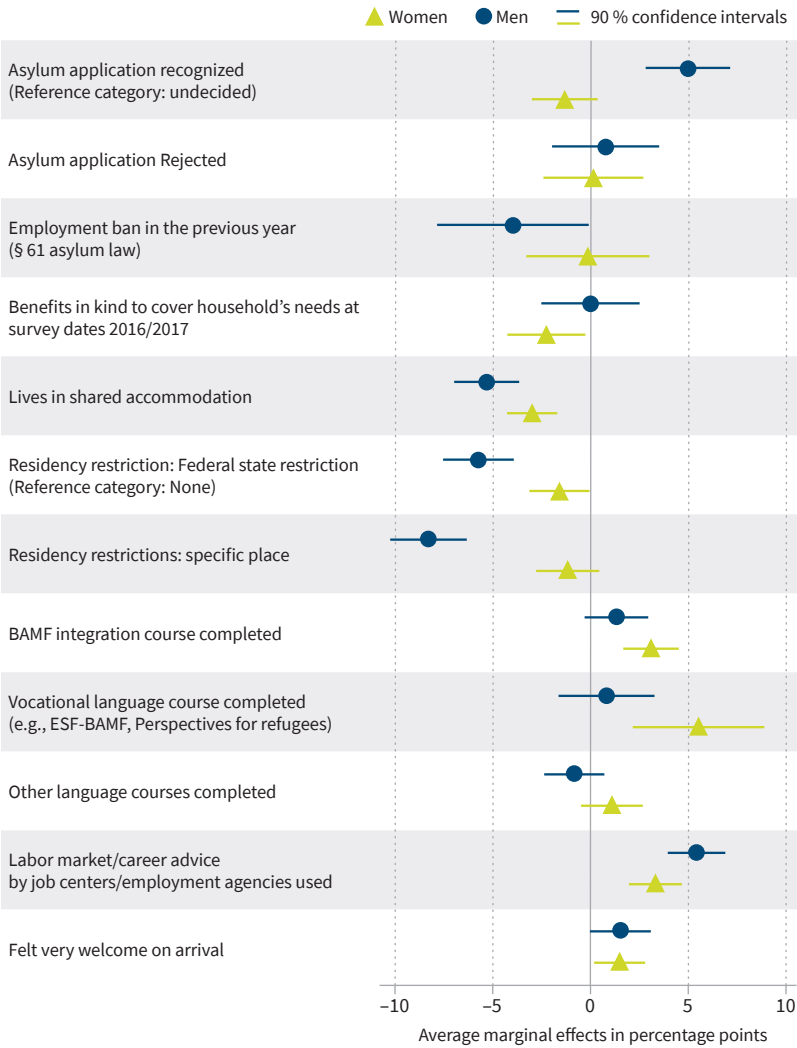 Women Men 90 % confidence intervals
Asylum application recognized
(Reference category: undecided)
Asylum application Rejected
Employment ban in the previous year
(§ 61 asylum law)
Benefits in kind to cover household’s needs at
survey dates 2016/2017
Lives in shared accommodation
Residency restriction: Federal state restriction
(Reference category: None)
Residency restrictions: specific place
BAMF integration course completed
Vocational language course completed
(e.g., ESF-BAMF, Perspectives for refugees)
Other language courses completed
Labor market/career advice
by job centers/employment agencies used
Felt very welcome on arrival
–10 –5 0 5 10
Average marginal effects in percentage points